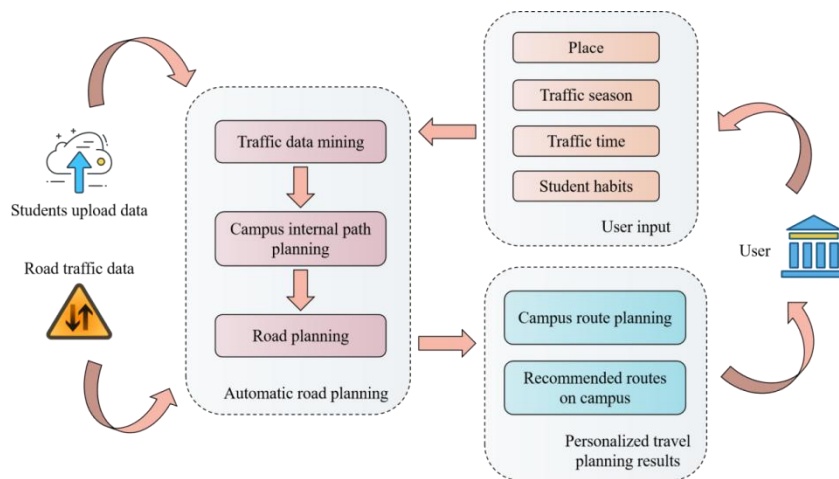 Students upload data
Road traffic data
Traffic data mining
Campus internal path
planning
Road planning
Automatic road planning
Place
Traffic season
Traffic time
Student habits
User input
User
Campus route planning
Recommended routes
on campus
Personalized travel
planning results